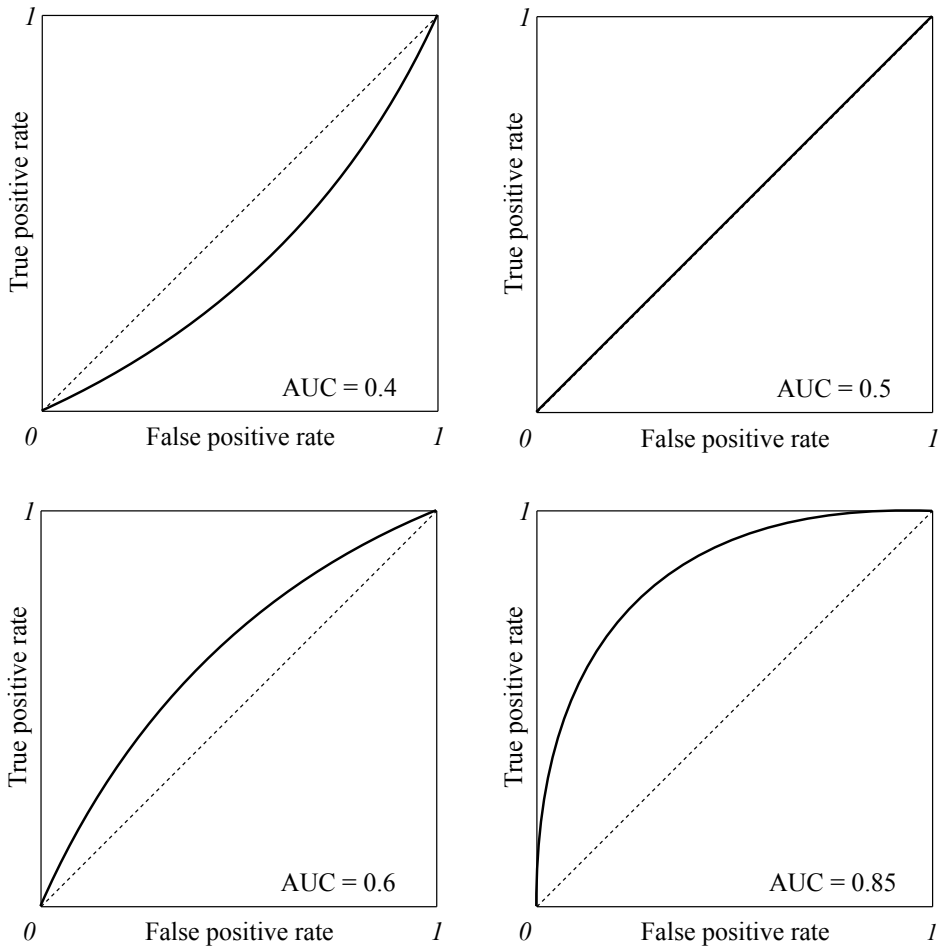 1
True positive rate
AUC = 0.4
0
False positive rate
1
1
True positive rate
AUC = 0.5
0
False positive rate
1
1
True positive rate
AUC = 0.6
0
False positive rate
1
1
True positive rate
AUC = 0.85
0
False positive rate
1